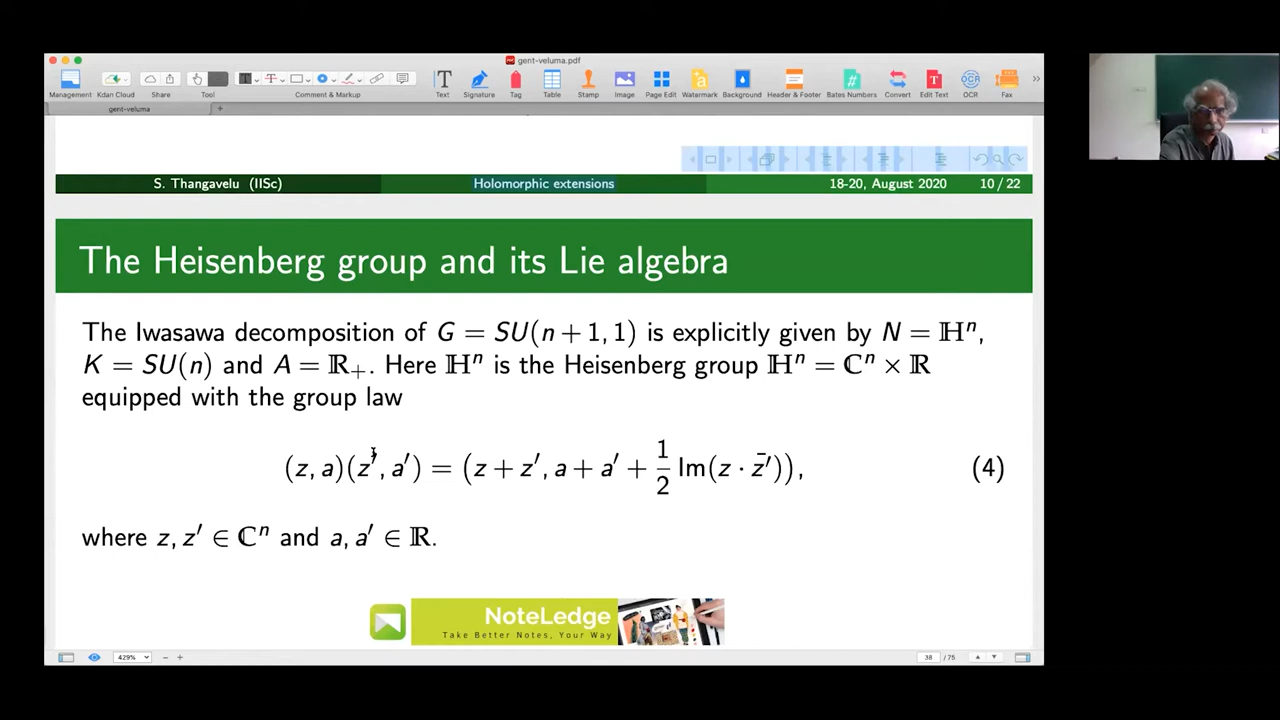 gent-veluma.pdf
Management Kdan Cloud Share Tool Comment & Markup Text Signature Tag Table Stamp Image Page Edit Watermark Background Header & Footer Bates Numbers Convert Edit Text OCR Fax
gent-veluma
S. Thangavelu (IISc) Holomorphic extensions 18-20, August 2020 10 / 22
The Heisenberg group and its Lie algebra
The Iwasawa decomposition of G = SU(n + 1, 1) is explicitly given by N = ℍⁿ,
K = SU(n) and A = ℝ₊. Here ℍⁿ is the Heisenberg group ℍⁿ = ℂⁿ × ℝ
equipped with the group law
(z, a)(z′, a′) = (z + z′, a + a′ + 1/2 Im(z · z̄′)), (4)
where z, z′ ∈ ℂⁿ and a, a′ ∈ ℝ.
NoteLedge
Take Better Notes, Your Way
429% 38 / 75